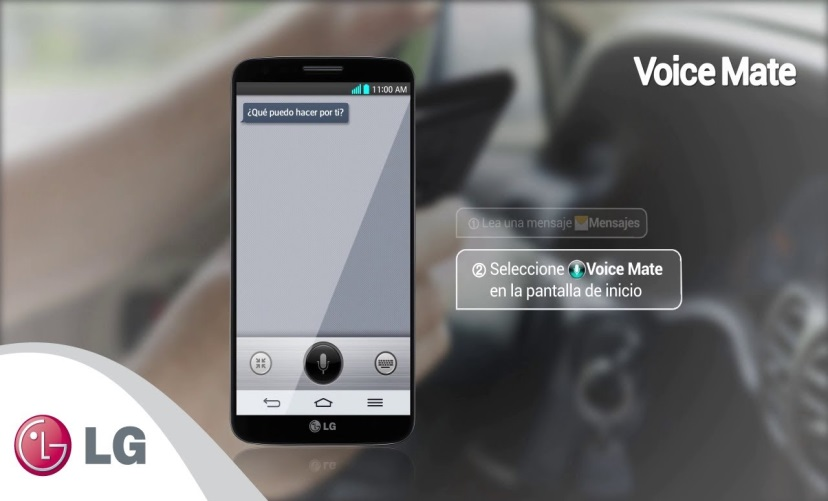 Voice Mate
11:00 AM
¿Qué puedo hacer por ti?
① Lea una mensaje Mensajes
② Seleccione Voice Mate
en la pantalla de inicio
LG
LG